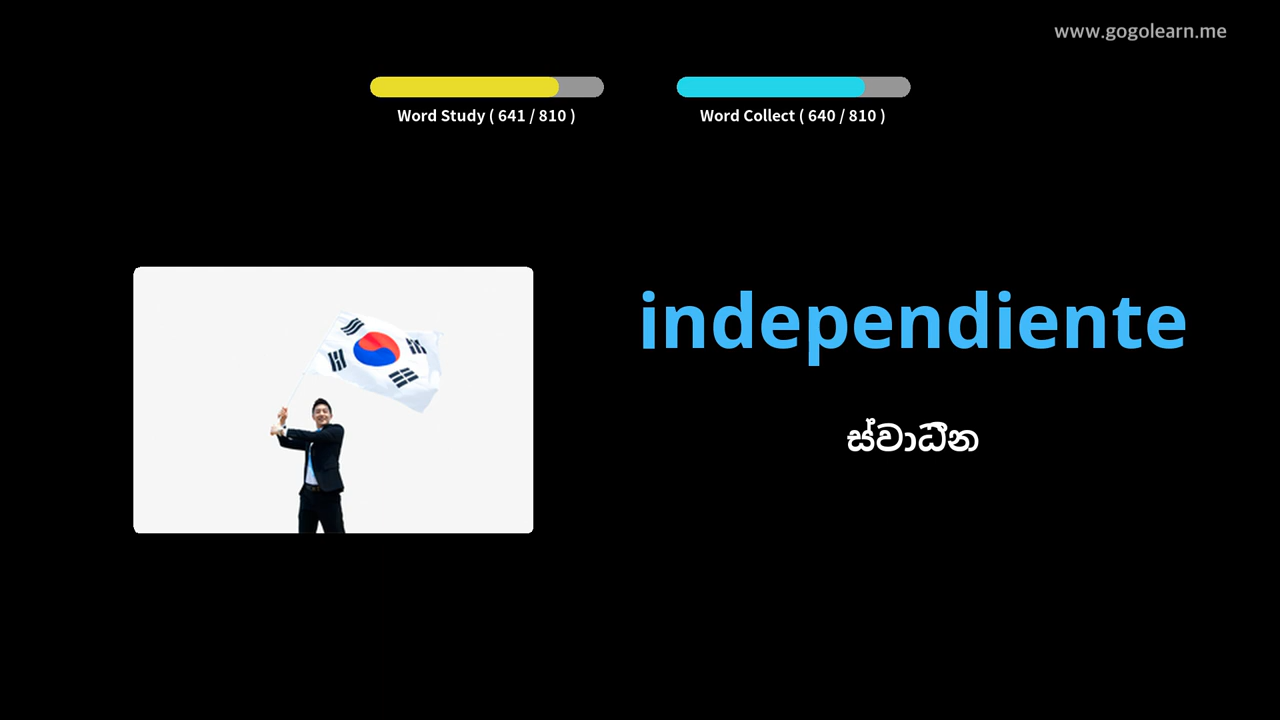 www.gogolearn.me
Word Study ( 641 / 810 )
Word Collect ( 640 / 810 )
independiente
ස්වාධීන